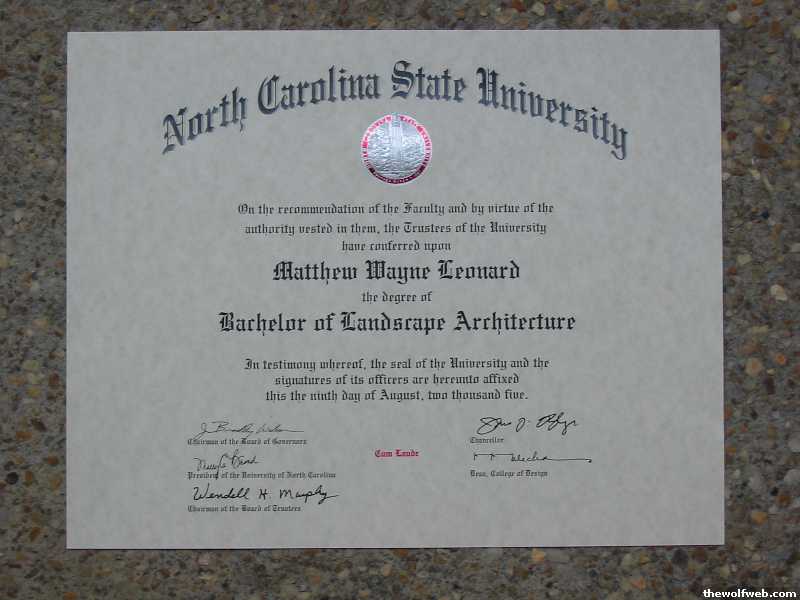 North Carolina State University
On the recommendation of the Faculty and by virtue of the
authority vested in them, the Trustees of the University
have conferred upon
Matthew Wayne Leonard
the degree of
Bachelor of Landscape Architecture
In testimony whereof, the seal of the University and the
signatures of its officers are hereunto affixed
this the ninth day of August, two thousand five.
J. Bradley Wilson
Chairman of the Board of Governors
President of the University of North Carolina
Wendell H. Murphy
Chairman of the Board of Trustees
Cum Laude
Chancellor
Dean, College of Design
thewolfweb.com